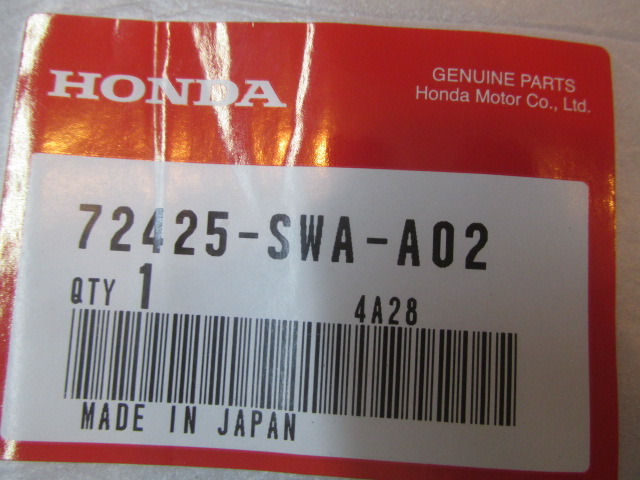 HONDA
GENUINE PARTS
Honda Motor Co., Ltd.
72425-SWA-A02
QTY 1
4A28
MADE IN JAPAN